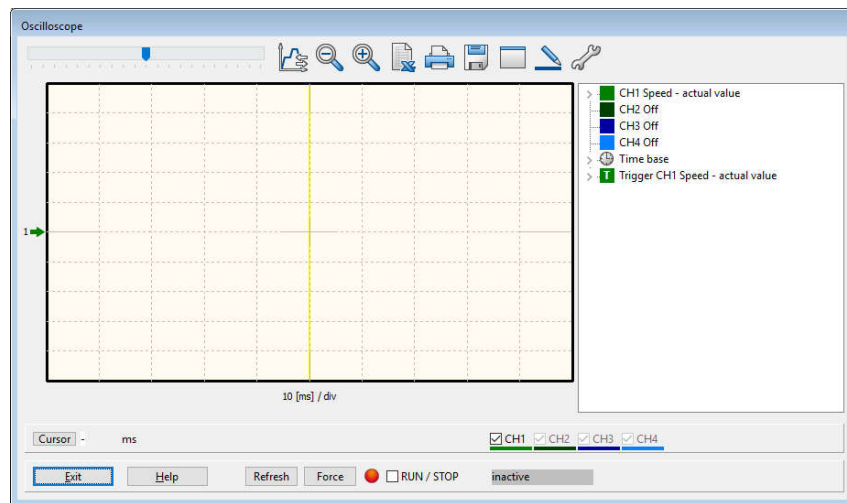 Oscilloscope
CH1 Speed - actual value
CH2 Off
CH3 Off
CH4 Off
Time base
T Trigger CH1 Speed - actual value
1
10 [ms] / div
Cursor - ms CH1 CH2 CH3 CH4
Exit Help Refresh Force RUN / STOP inactive